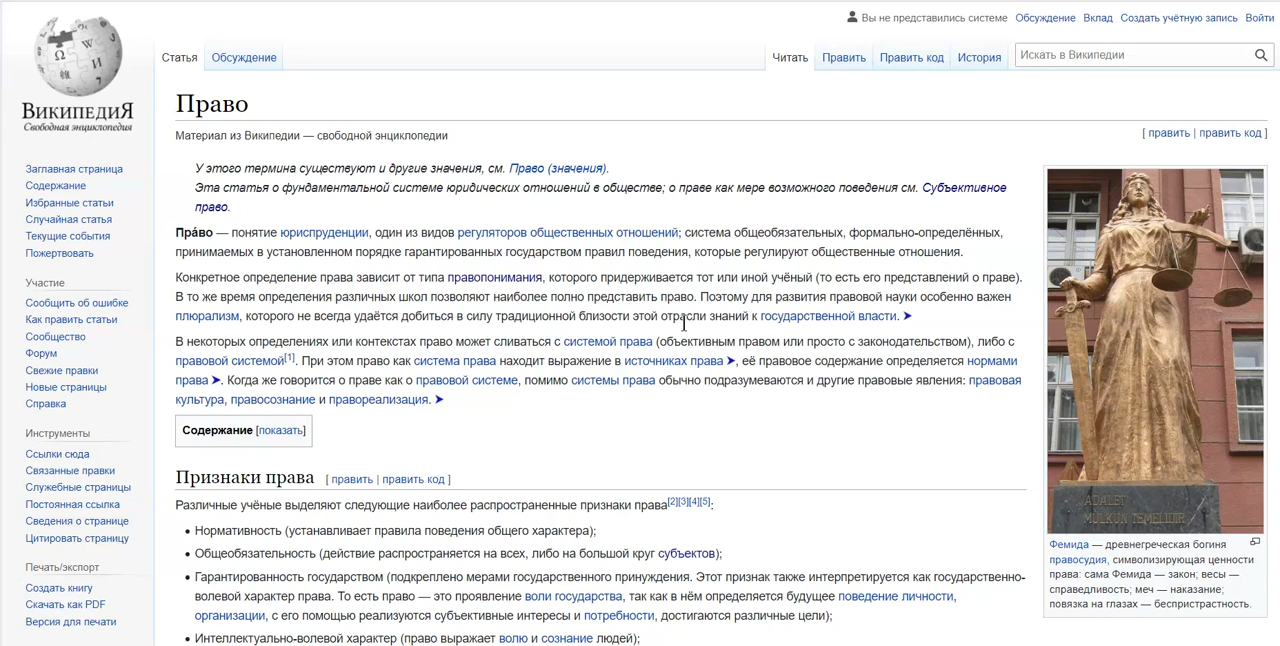 Вы не представились системе Обсуждение Вклад Создать учётную запись Войти
Статья Обсуждение Читать Править Править код История Искать в Википедии
ВикипедиЯ
Свободная энциклопедия
Заглавная страница
Содержание
Избранные статьи
Случайная статья
Текущие события
Пожертвовать
Участие
Сообщить об ошибке
Как править статьи
Сообщество
Форум
Свежие правки
Новые страницы
Справка
Инструменты
Ссылки сюда
Связанные правки
Служебные страницы
Постоянная ссылка
Сведения о странице
Цитировать страницу
Печать/экспорт
Создать книгу
Скачать как PDF
Версия для печати
Право
Материал из Википедии — свободной энциклопедии [ править | править код ]
У этого термина существуют и другие значения, см. Право (значения).
Эта статья о фундаментальной системе юридических отношений в обществе; о праве как мере возможного поведения см. Субъективное
право.
Пра́во — понятие юриспруденции, один из видов регуляторов общественных отношений; система общеобязательных, формально-определённых,
принимаемых в установленном порядке гарантированных государством правил поведения, которые регулируют общественные отношения.
Конкретное определение права зависит от типа правопонимания, которого придерживается тот или иной учёный (то есть его представлений о праве).
В то же время определения различных школ позволяют наиболее полно представить право. Поэтому для развития правовой науки особенно важен
плюрализм, которого не всегда удаётся добиться в силу традиционной близости этой отрасли знаний к государственной власти. ➤
В некоторых определениях или контекстах право может сливаться с системой права (объективным правом или просто с законодательством), либо с
правовой системой[1]. При этом право как система права находит выражение в источниках права ➤, её правовое содержание определяется нормами
права ➤. Когда же говорится о праве как о правовой системе, помимо системы права обычно подразумеваются и другие правовые явления: правовая
культура, правосознание и правореализация. ➤
Содержание [показать]
Признаки права [ править | править код ]
Различные учёные выделяют следующие наиболее распространенные признаки права[2][3][4][5]:
• Нормативность (устанавливает правила поведения общего характера);
• Общеобязательность (действие распространяется на всех, либо на большой круг субъектов);
• Гарантированность государством (подкреплено мерами государственного принуждения. Этот признак также интерпретируется как государственно-
волевой характер права. То есть право — это проявление воли государства, так как в нём определяется будущее поведение личности,
организации, с его помощью реализуются субъективные интересы и потребности, достигаются различные цели);
• Интеллектуально-волевой характер (право выражает волю и сознание людей);
ADALET
MÜLKÜN TEMELİDİR
Фемида — древнегреческая богиня
правосудия, символизирующая ценности
права: сама Фемида — закон; весы —
справедливость; меч — наказание;
повязка на глазах — беспристрастность.